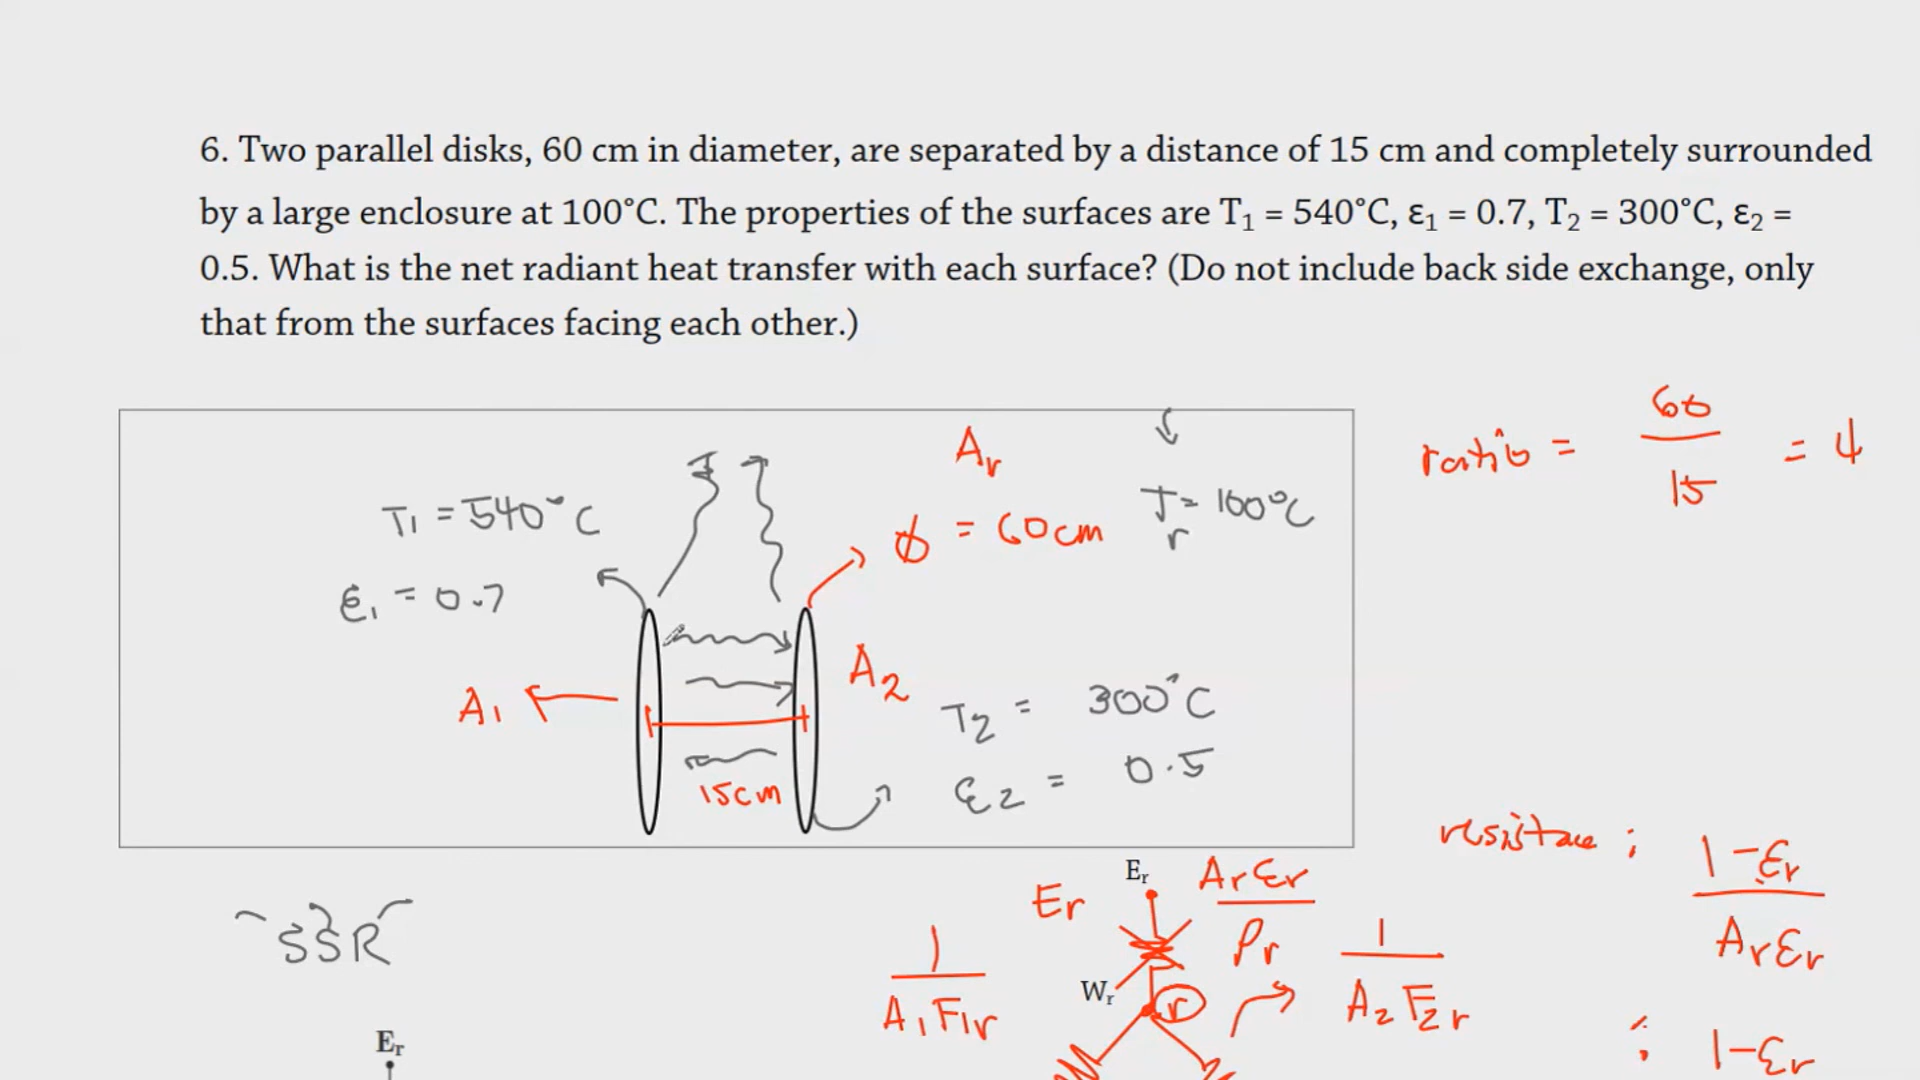 6. Two parallel disks, 60 cm in diameter, are separated by a distance of 15 cm and completely surrounded
by a large enclosure at 100°C. The properties of the surfaces are T₁ = 540°C, ε₁ = 0.7, T₂ = 300°C, ε₂ =
0.5. What is the net radiant heat transfer with each surface? (Do not include back side exchange, only
that from the surfaces facing each other.)
ratio = 60/15 = 4
Ar
T1 = 540°C
ϕ = 60cm
Tr = 100°C
ε1 = 0.7
A1
A2
T2 = 300°C
15cm
ε2 = 0.5
resistace : 1-εr/Arεr
Er
Er
Arεr/ρr
SSR
1/A1F1r
Wr
r
1/A2F2r
Er
: 1-εr